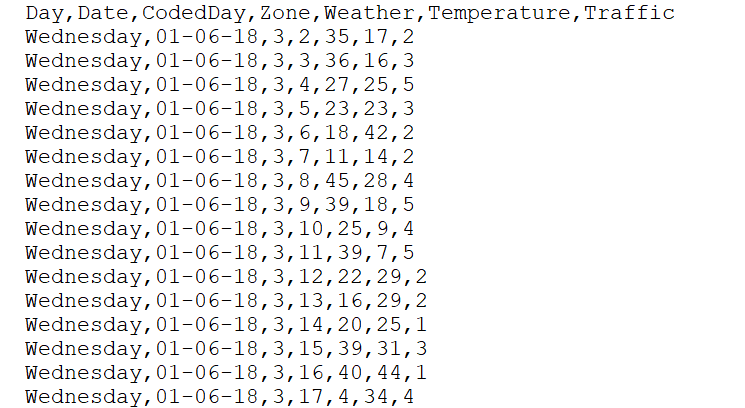 Day,Date,CodedDay,Zone,Weather,Temperature,Traffic
Wednesday,01-06-18,3,2,35,17,2
Wednesday,01-06-18,3,3,36,16,3
Wednesday,01-06-18,3,4,27,25,5
Wednesday,01-06-18,3,5,23,23,3
Wednesday,01-06-18,3,6,18,42,2
Wednesday,01-06-18,3,7,11,14,2
Wednesday,01-06-18,3,8,45,28,4
Wednesday,01-06-18,3,9,39,18,5
Wednesday,01-06-18,3,10,25,9,4
Wednesday,01-06-18,3,11,39,7,5
Wednesday,01-06-18,3,12,22,29,2
Wednesday,01-06-18,3,13,16,29,2
Wednesday,01-06-18,3,14,20,25,1
Wednesday,01-06-18,3,15,39,31,3
Wednesday,01-06-18,3,16,40,44,1
Wednesday,01-06-18,3,17,4,34,4